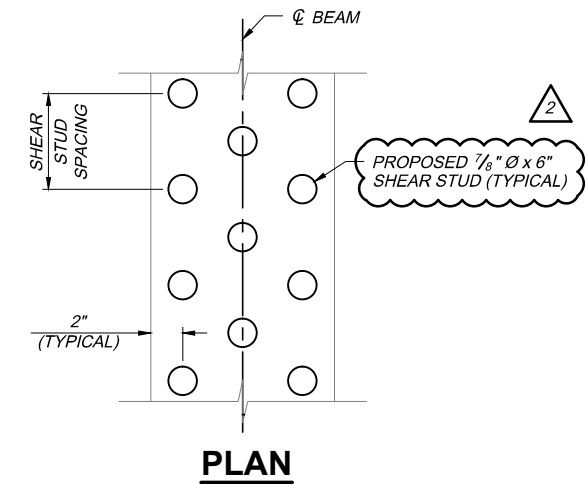 ℄ BEAM
SHEAR
STUD
SPACING
2
PROPOSED 7/8" Ø x 6"
SHEAR STUD (TYPICAL)
2"
(TYPICAL)
PLAN